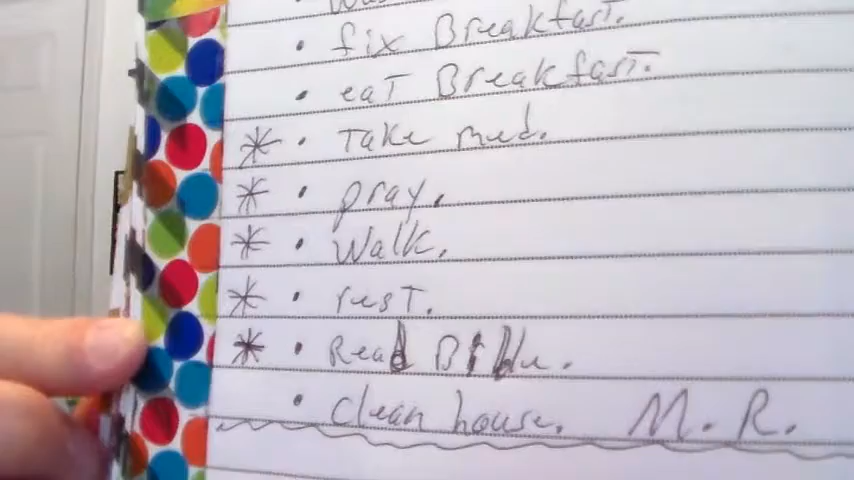 • fix Breakfast.
• eat Breakfast.
* • Take med.
* • pray.
* • Walk.
* • rest.
* • Read Bible.
• clean house. M. R.